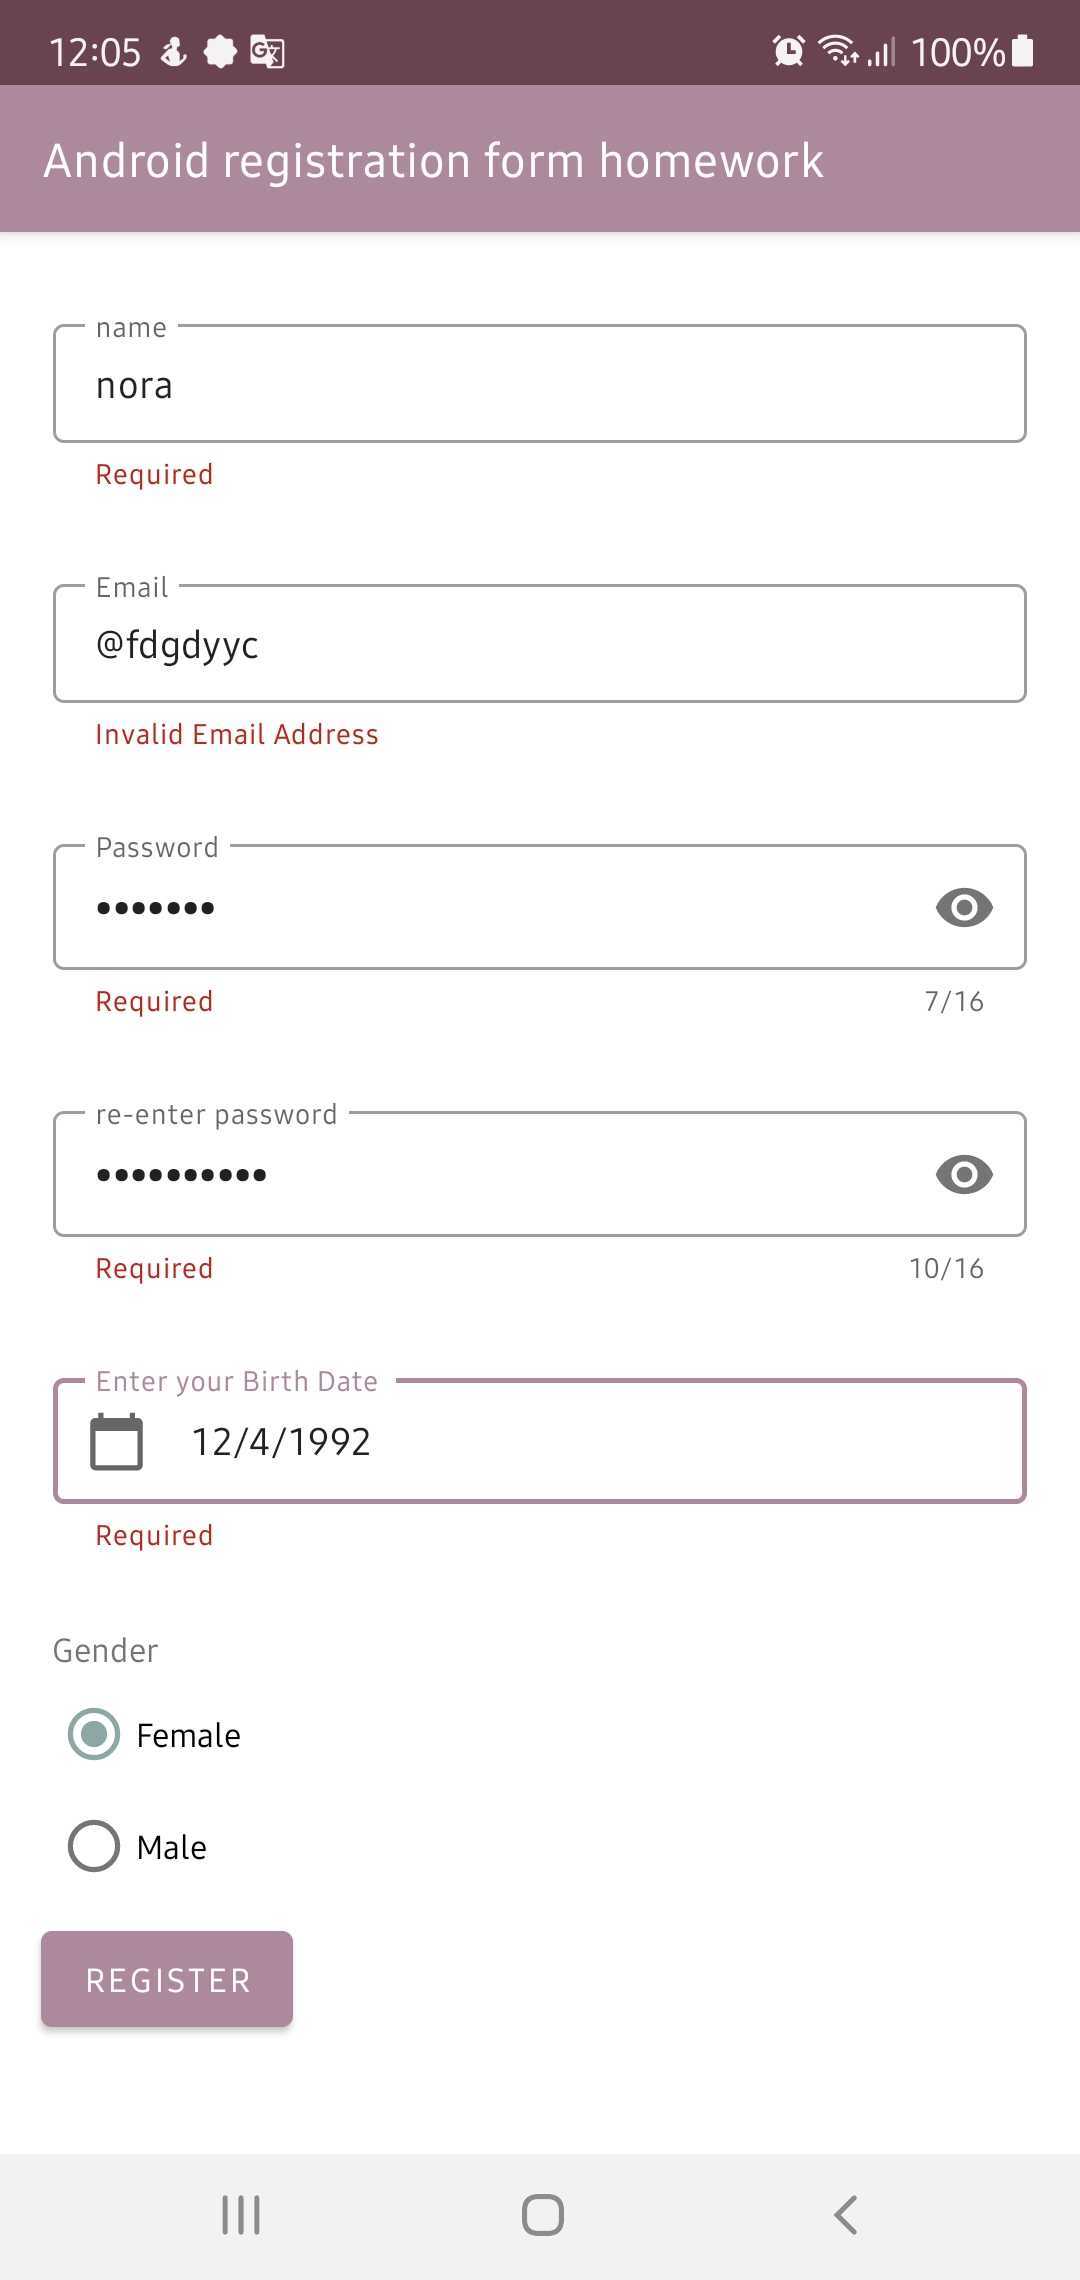 12:05 100%
Android registration form homework
name
nora
Required
Email
@fdgdyyc
Invalid Email Address
Password
•••••••
Required 7/16
re-enter password
••••••••••
Required 10/16
Enter your Birth Date
12/4/1992
Required
Gender
Female
Male
REGISTER